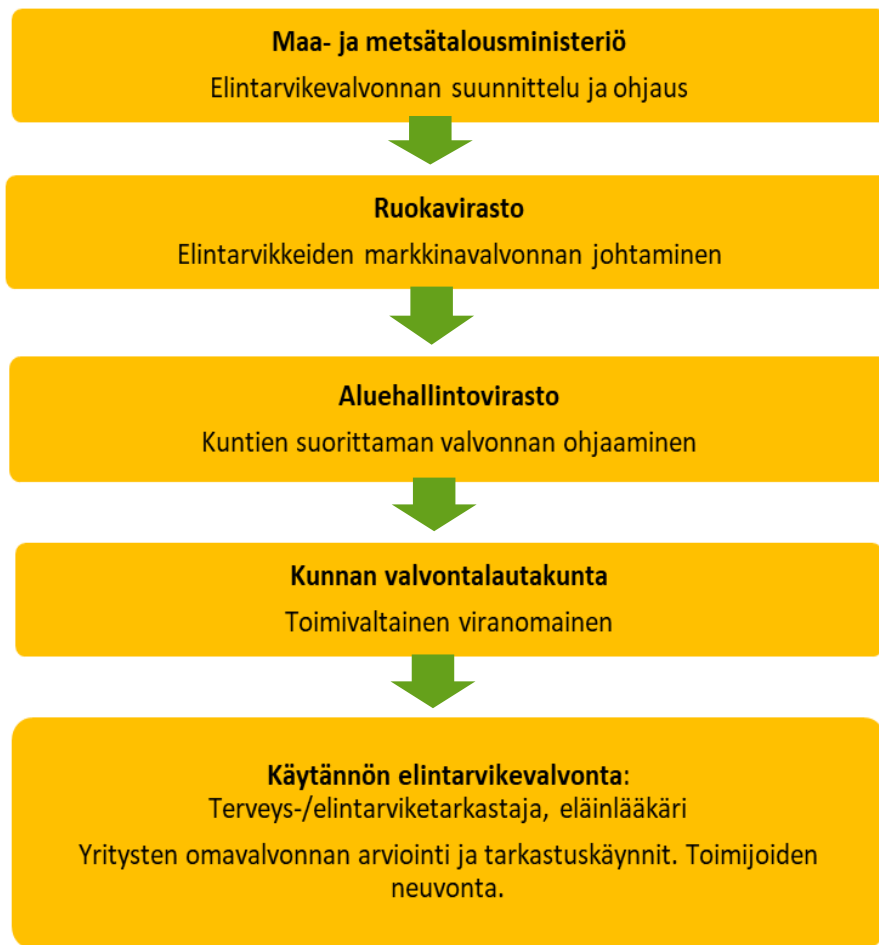 Maa- ja metsätalousministeriö
Elintarvikevalvonnan suunnittelu ja ohjaus
Ruokavirasto
Elintarvikkeiden markkinavalvonnan johtaminen
Aluehallintovirasto
Kuntien suorittaman valvonnan ohjaaminen
Kunnan valvontalautakunta
Toimivaltainen viranomainen
Käytännön elintarvikevalvonta:
Terveys-/elintarviketarkastaja, eläinlääkäri
Yritysten omavalvonnan arviointi ja tarkastuskäynnit. Toimijoiden
neuvonta.